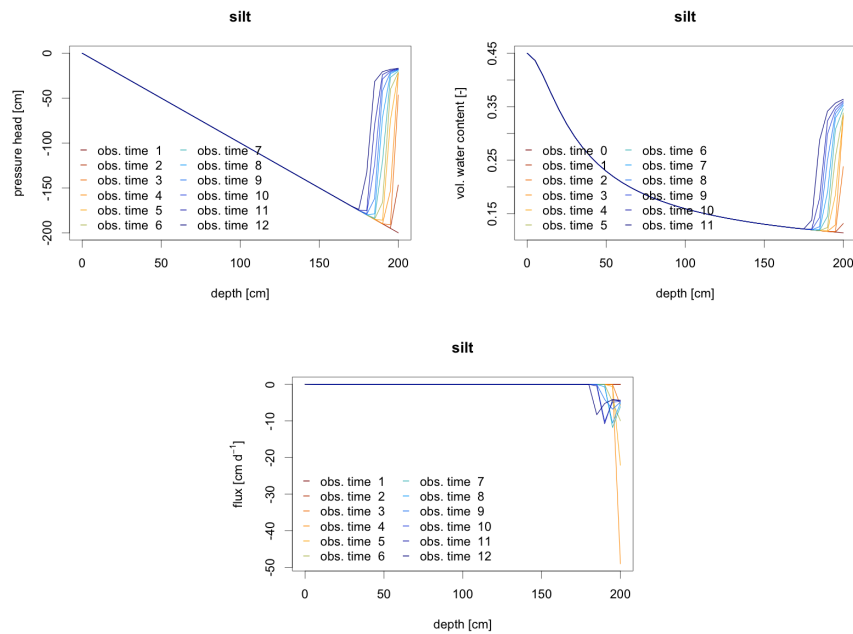 silt
pressure head [cm]
0
-50
-100
-150
-200
obs. time 1
obs. time 2
obs. time 3
obs. time 4
obs. time 5
obs. time 6
obs. time 7
obs. time 8
obs. time 9
obs. time 10
obs. time 11
obs. time 12
0 50 100 150 200
depth [cm]
silt
vol. water content [-]
0.45
0.35
0.25
0.15
obs. time 0
obs. time 1
obs. time 2
obs. time 3
obs. time 4
obs. time 5
obs. time 6
obs. time 7
obs. time 8
obs. time 9
obs. time 10
obs. time 11
0 50 100 150 200
depth [cm]
silt
flux [cm d⁻¹]
0
-10
-20
-30
-40
-50
obs. time 1
obs. time 2
obs. time 3
obs. time 4
obs. time 5
obs. time 6
obs. time 7
obs. time 8
obs. time 9
obs. time 10
obs. time 11
obs. time 12
0 50 100 150 200
depth [cm]